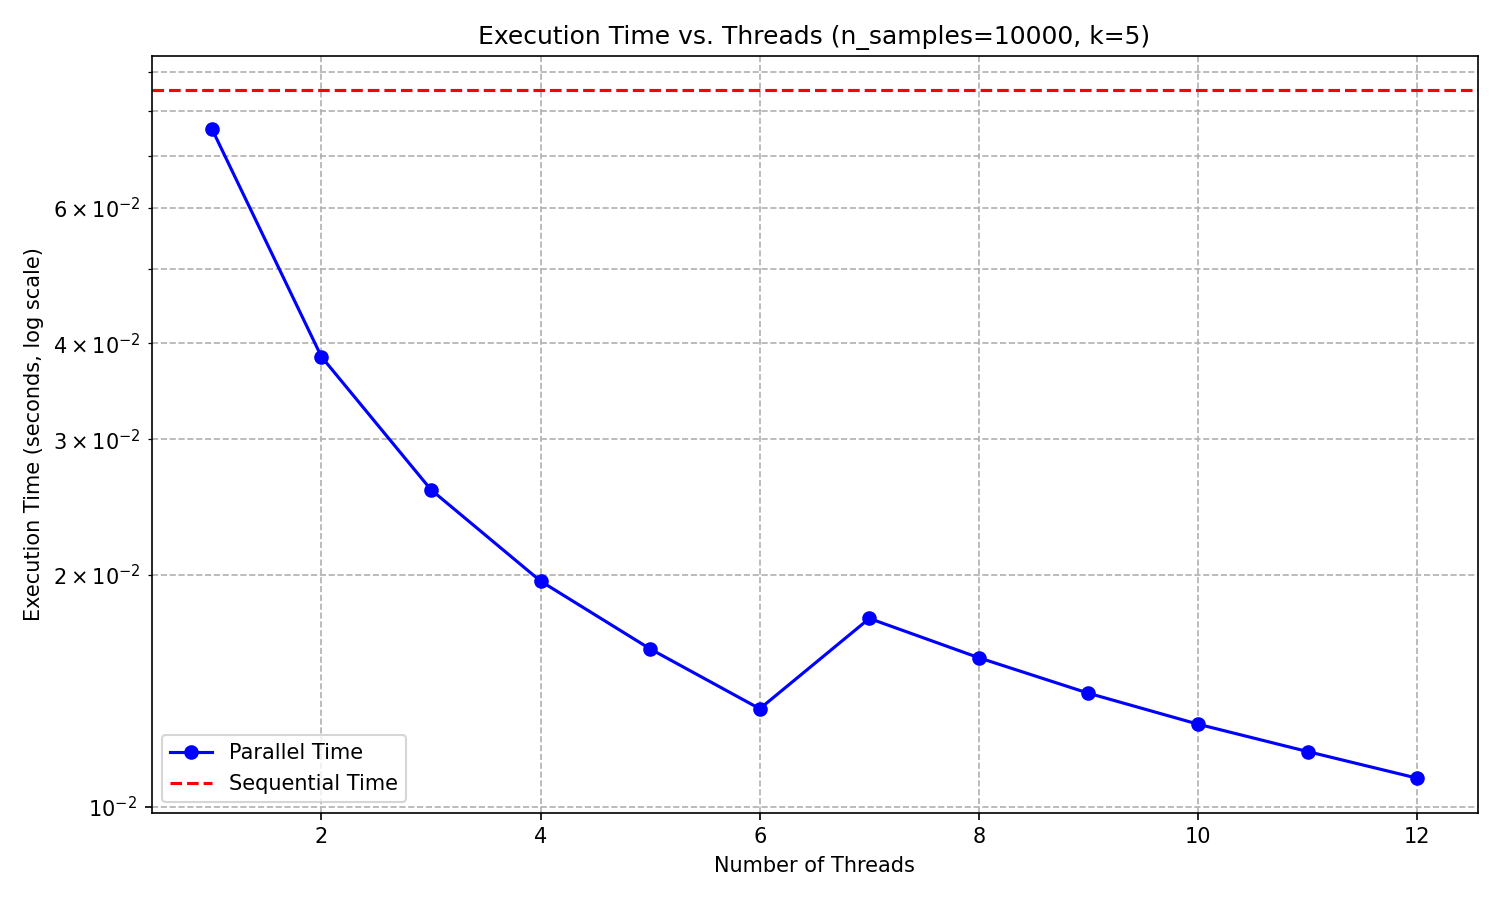 Execution Time vs. Threads (n_samples=10000, k=5)
Execution Time (seconds, log scale)
6 × 10⁻²
4 × 10⁻²
3 × 10⁻²
2 × 10⁻²
10⁻²
Parallel Time
Sequential Time
2 4 6 8 10 12
Number of Threads